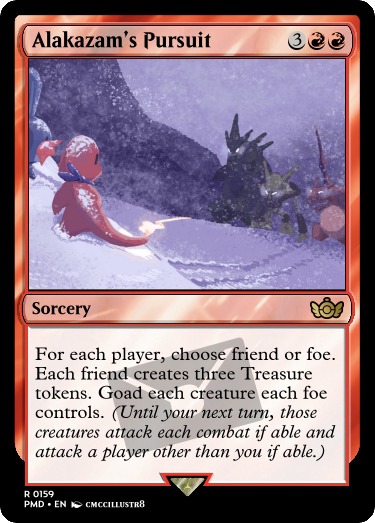 Alakazam's Pursuit 3
Sorcery
For each player, choose friend or foe.
Each friend creates three Treasure
tokens. Goad each creature each foe
controls. (Until your next turn, those
creatures attack each combat if able and
attack a player other than you if able.)
R 0159
PMD • EN CMCCILLUSTR8